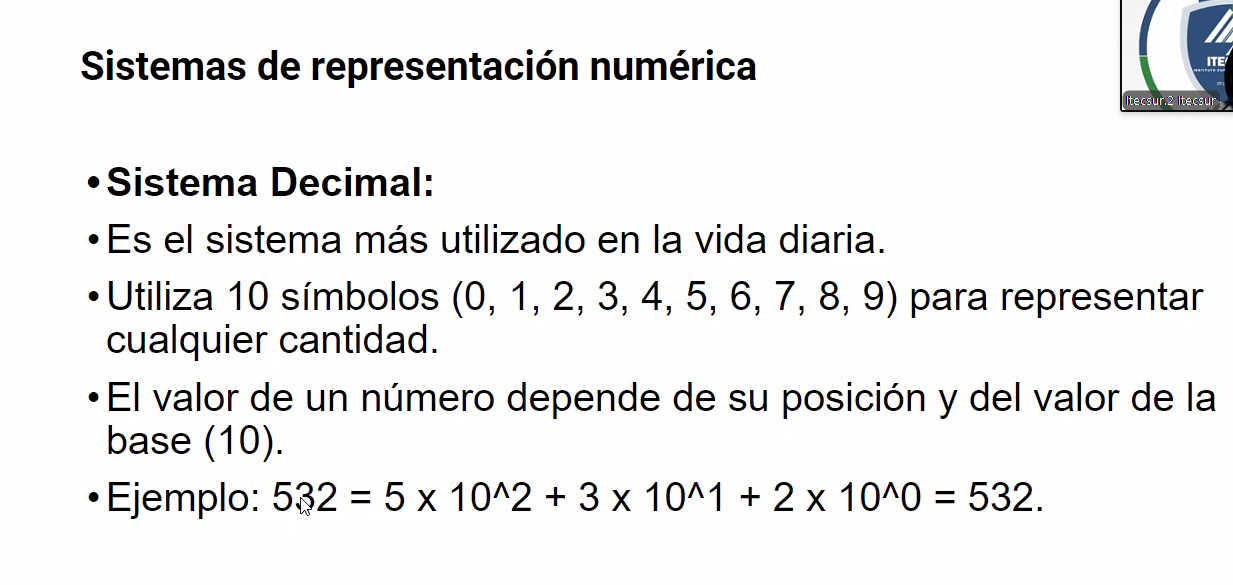 Sistemas de representación numérica
ITE
Itecsur.2 Itecsur
•Sistema Decimal:
•Es el sistema más utilizado en la vida diaria.
•Utiliza 10 símbolos (0, 1, 2, 3, 4, 5, 6, 7, 8, 9) para representar
cualquier cantidad.
•El valor de un número depende de su posición y del valor de la
base (10).
•Ejemplo: 532 = 5 x 10^2 + 3 x 10^1 + 2 x 10^0 = 532.